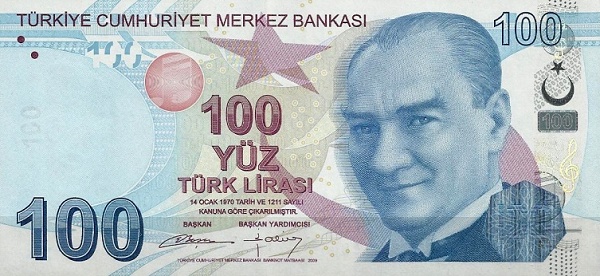 TÜRKİYE CUMHURİYET MERKEZ BANKASI
100
100
100
YÜZ
TÜRK LİRASI
14 OCAK 1970 TARİH VE 1211 SAYILI
KANUNA GÖRE ÇIKARILMIŞTIR.
BAŞKAN BAŞKAN YARDIMCISI
100
TÜRKİYE CUMHURİYET MERKEZ BANKASI BANKNOT MATBAASI 2009